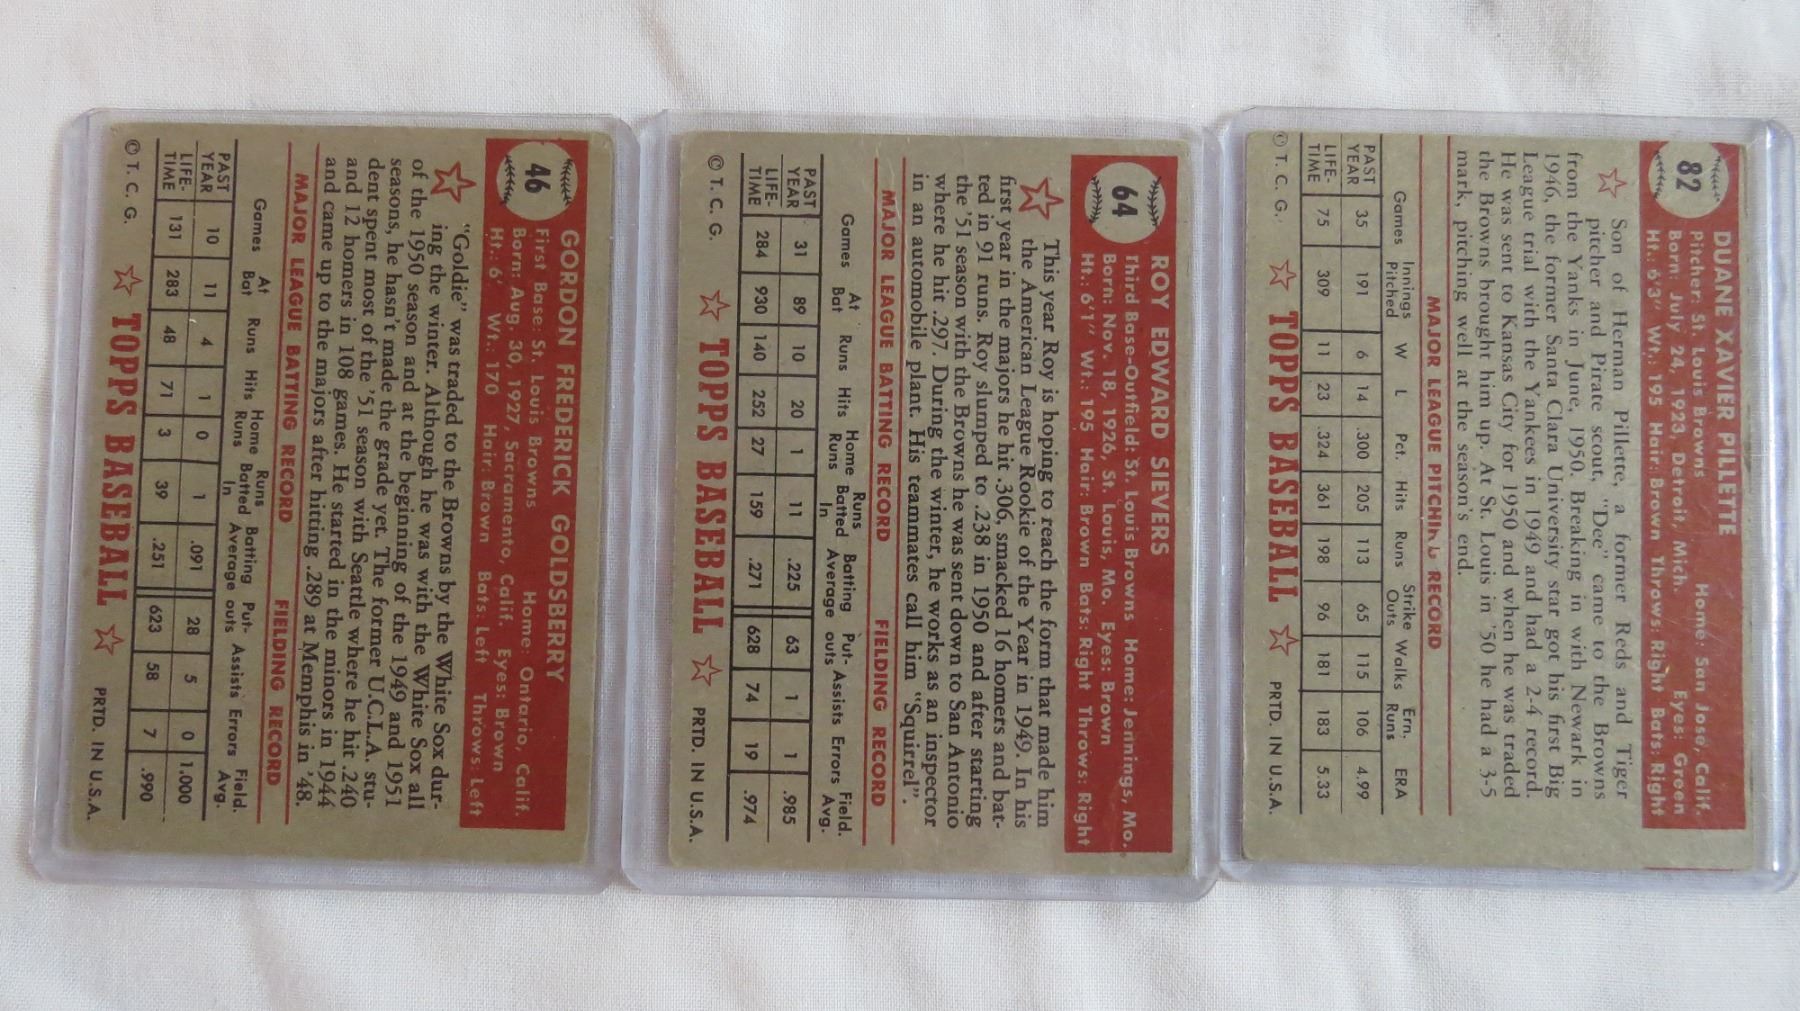 46
GORDON FREDERICK GOLDSBERRY
First Base: St. Louis Browns Home: Ontario, Calif.
Born: Aug. 30, 1927, Sacramento, Calif. Eyes: Brown
Ht.: 6' Wt.: 170 Hair: Brown Bats: Left Throws: Left
"Goldie" was traded to the Browns by the White Sox dur-
ing the winter. Although he was with the White Sox all
of the 1950 season and at the beginning of the 1949 and 1951
seasons, he hasn't made the grade yet. The former U.C.L.A. stu-
dent spent most of the '51 season with Seattle where he hit .240
and 12 homers in 108 games. He started in the minors in 1944
and came up to the majors after hitting .289 at Memphis in '48.
MAJOR LEAGUE BATTING RECORD FIELDING RECORD
Games At Bat Runs Hits Home Runs Runs Batted In Batting Average Put-outs Assists Errors Field. Avg.
PAST YEAR 10 11 4 1 0 1 .091 28 5 0 1.000
LIFE-TIME 131 283 48 71 3 39 .251 623 58 7 .990
© T. C. G. TOPPS BASEBALL PRTD. IN U.S.A.
64
ROY EDWARD SIEVERS
Third Base-Outfield: St. Louis Browns Home: Jennings, Mo.
Born: Nov. 18, 1926, St. Louis, Mo. Eyes: Brown
Ht.: 6'1" Wt.: 195 Hair: Brown Bats: Right Throws: Right
This year Roy is hoping to reach the form that made him
the American League Rookie of the Year in 1949. In his
first year in the majors he hit .306, smacked 16 homers and bat-
ted in 91 runs. Roy slumped to .238 in 1950 and after starting
the '51 season with the Browns he was sent down to San Antonio
where he hit .297. During the winter, he works as an inspector
in an automobile plant. His teammates call him "Squirrel".
MAJOR LEAGUE BATTING RECORD FIELDING RECORD
Games At Bat Runs Hits Home Runs Runs Batted In Batting Average Put-outs Assists Errors Field. Avg.
PAST YEAR 31 89 10 20 1 11 .225 63 1 1 .985
LIFE-TIME 284 930 140 252 27 159 .271 628 74 19 .974
© T. C. G. TOPPS BASEBALL PRTD. IN U.S.A.
82
DUANE XAVIER PILLETTE
Pitcher: St. Louis Browns Home: San Jose, Calif.
Born: July 24, 1923, Detroit, Mich. Eyes: Green
Ht.: 6'3" Wt.: 195 Hair: Brown Throws: Right Bats: Right
Son of Herman Pillette, a former Reds and Tiger
pitcher and Pirate scout, "Dee" came to the Browns
from the Yanks in June, 1950. Breaking in with Newark in
1946, the former Santa Clara University star got his first Big
League trial with the Yankees in 1949 and had a 2-4 record.
He was sent to Kansas City for 1950 and when he was traded
the Browns brought him up. At St. Louis in '50 he had a 3-5
mark, pitching well at the season's end.
MAJOR LEAGUE PITCHING RECORD
Games Innings Pitched W L Pct. Hits Runs Strike Outs Walks Ern. Runs ERA
PAST YEAR 35 191 6 14 .300 205 113 65 115 106 4.99
LIFE-TIME 75 309 11 23 .324 361 198 96 181 183 5.33
© T. C. G. TOPPS BASEBALL PRTD. IN U.S.A.